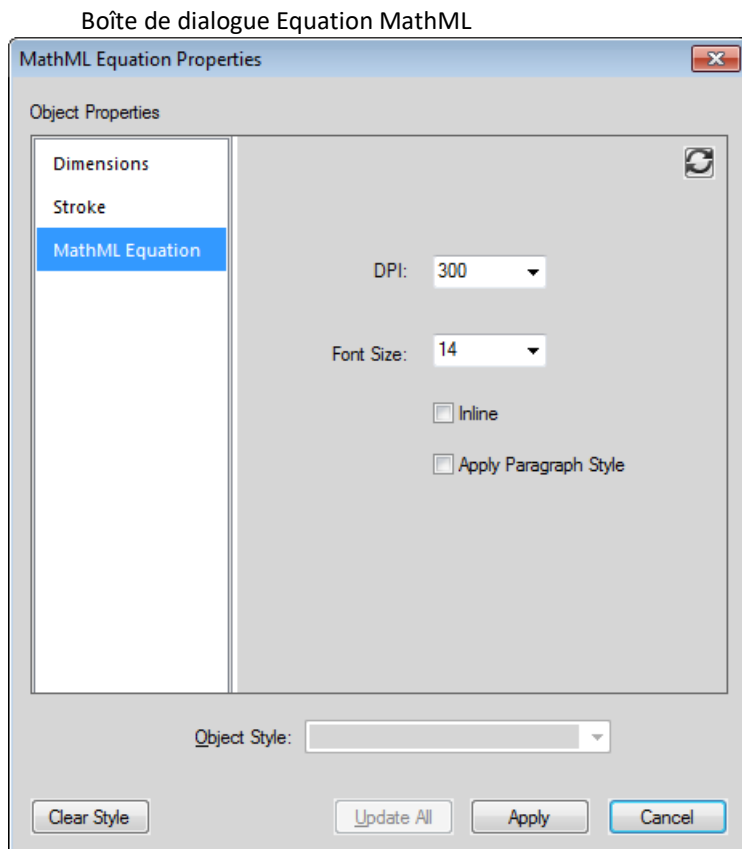 Boîte de dialogue Equation MathML
MathML Equation Properties
Object Properties
Dimensions
Stroke
MathML Equation
DPI: 300
Font Size: 14
Inline
Apply Paragraph Style
Object Style:
Clear Style Update All Apply Cancel